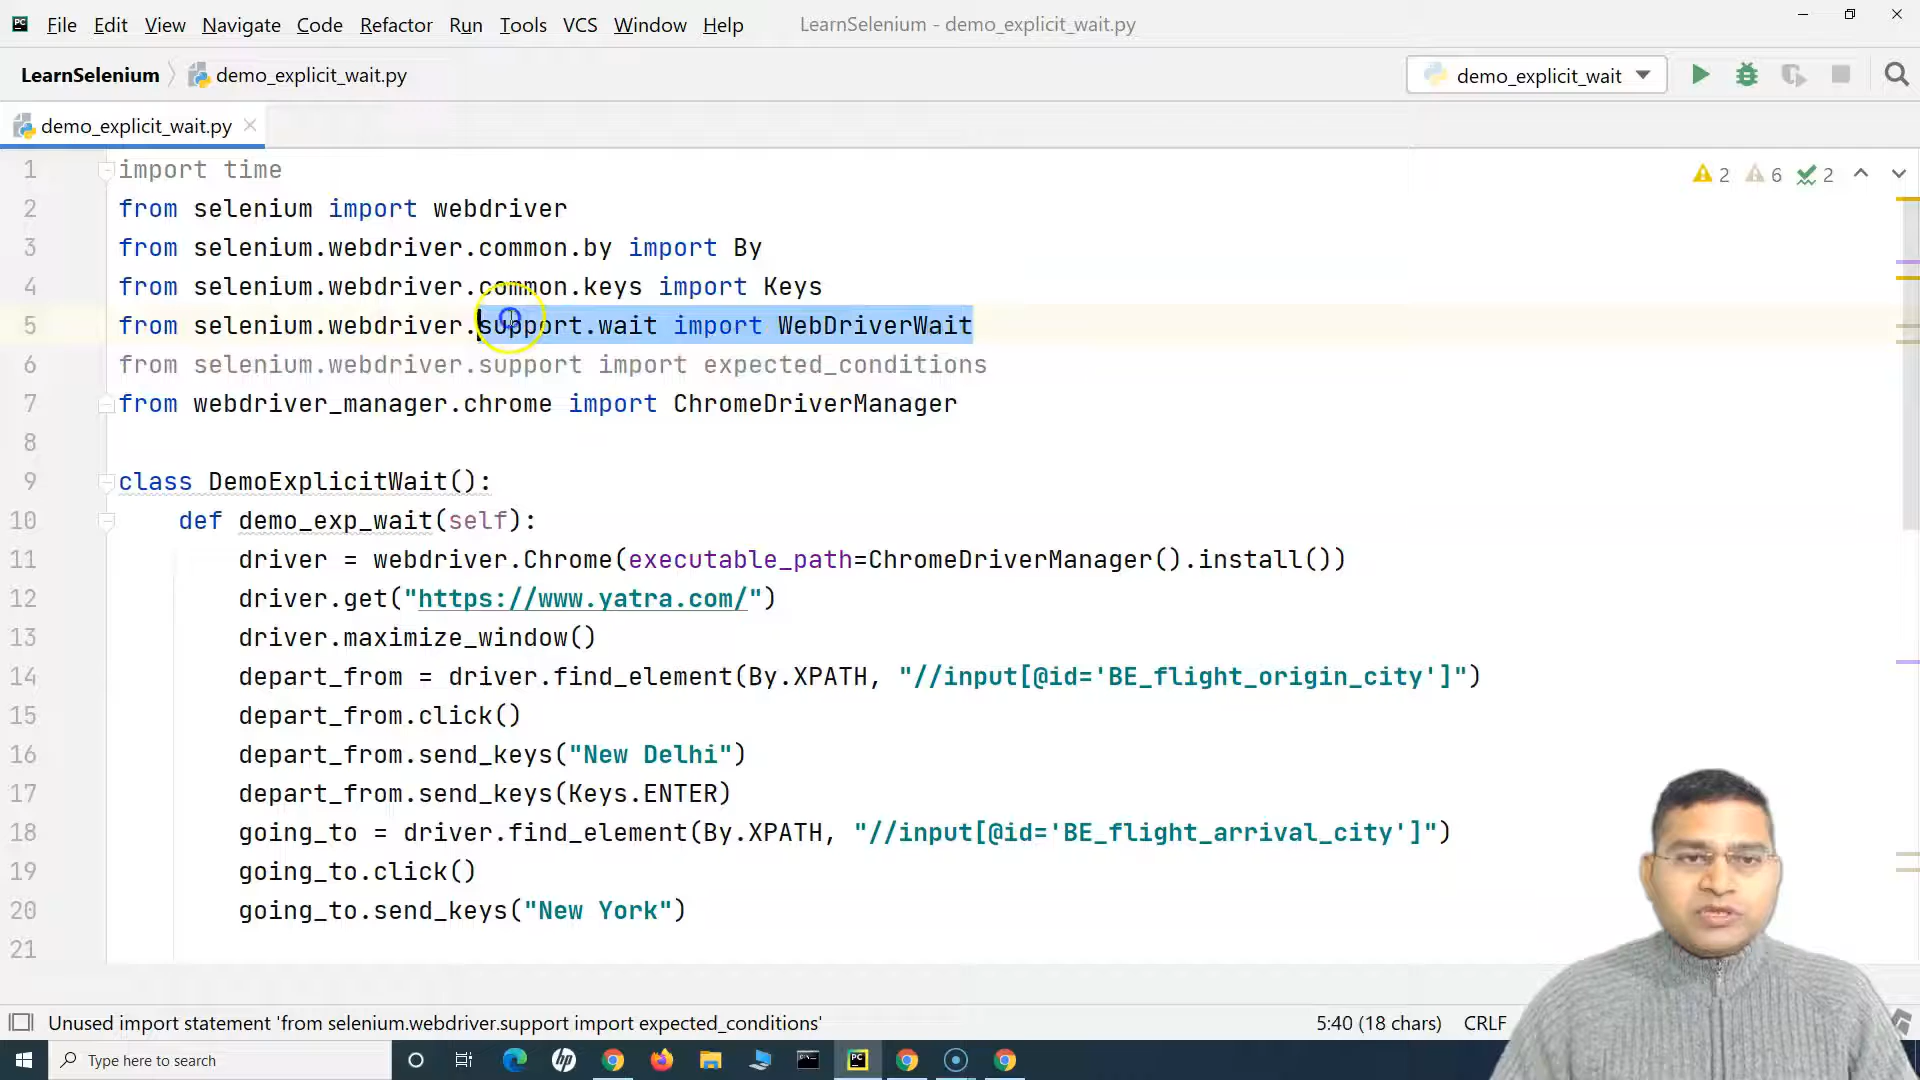 File Edit View Navigate Code Refactor Run Tools VCS Window Help LearnSelenium - demo_explicit_wait.py
LearnSelenium demo_explicit_wait.py demo_explicit_wait
demo_explicit_wait.py
2 6 2
1 import time
2 from selenium import webdriver
3 from selenium.webdriver.common.by import By
4 from selenium.webdriver.common.keys import Keys
5 from selenium.webdriver.support.wait import WebDriverWait
6 from selenium.webdriver.support import expected_conditions
7 from webdriver_manager.chrome import ChromeDriverManager
8
9 class DemoExplicitWait():
10 def demo_exp_wait(self):
11 driver = webdriver.Chrome(executable_path=ChromeDriverManager().install())
12 driver.get("https://www.yatra.com/")
13 driver.maximize_window()
14 depart_from = driver.find_element(By.XPATH, "//input[@id='BE_flight_origin_city']")
15 depart_from.click()
16 depart_from.send_keys("New Delhi")
17 depart_from.send_keys(Keys.ENTER)
18 going_to = driver.find_element(By.XPATH, "//input[@id='BE_flight_arrival_city']")
19 going_to.click()
20 going_to.send_keys("New York")
21
Unused import statement 'from selenium.webdriver.support import expected_conditions' 5:40 (18 chars) CRLF
Type here to search